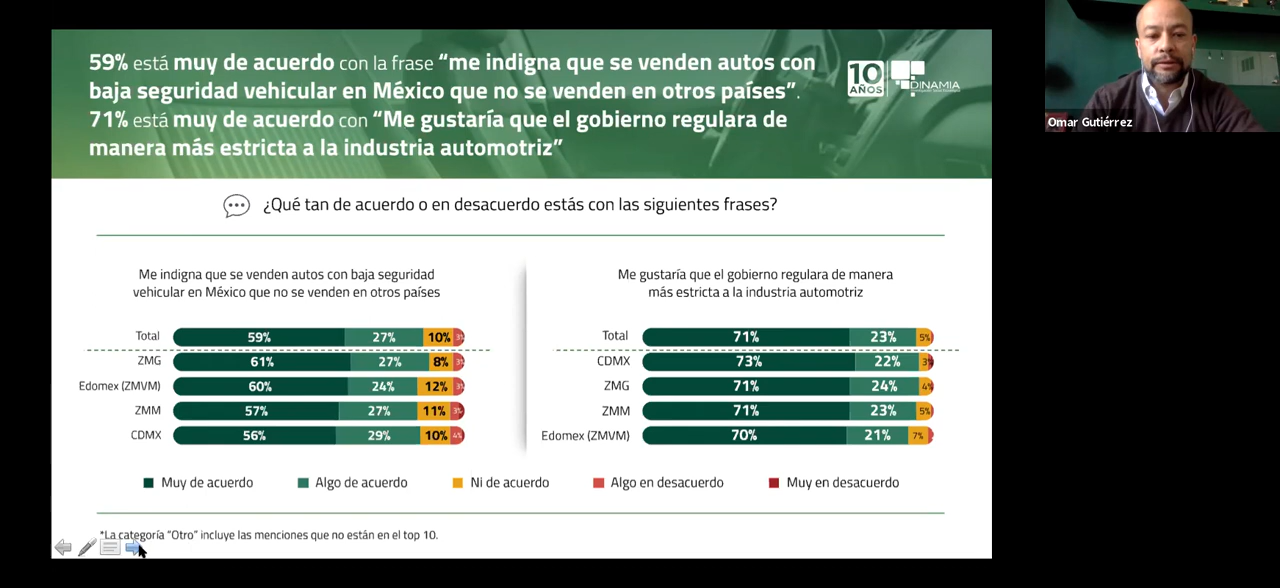 59% está muy de acuerdo con la frase “me indigna que se venden autos con
baja seguridad vehicular en México que no se venden en otros países”.
71% está muy de acuerdo con “Me gustaría que el gobierno regulara de
manera más estricta a la industria automotriz”
10
AÑOS
DINAMIA
Omar Gutiérrez
¿Qué tan de acuerdo o en desacuerdo estás con las siguientes frases?
Me indigna que se venden autos con baja seguridad
vehicular en México que no se venden en otros países
Total 59% 27% 10% 3%
ZMG 61% 27% 8% 3%
Edomex (ZMVM) 60% 24% 12% 3%
ZMM 57% 27% 11% 3%
CDMX 56% 29% 10% 4%
Me gustaría que el gobierno regulara de manera
más estricta a la industria automotriz
Total 71% 23% 5%
CDMX 73% 22% 3%
ZMG 71% 24% 4%
ZMM 71% 23% 5%
Edomex (ZMVM) 70% 21% 7%
Muy de acuerdo
Algo de acuerdo
Ni de acuerdo
Algo en desacuerdo
Muy en desacuerdo
*La categoría “Otro” incluye las menciones que no están en el top 10.